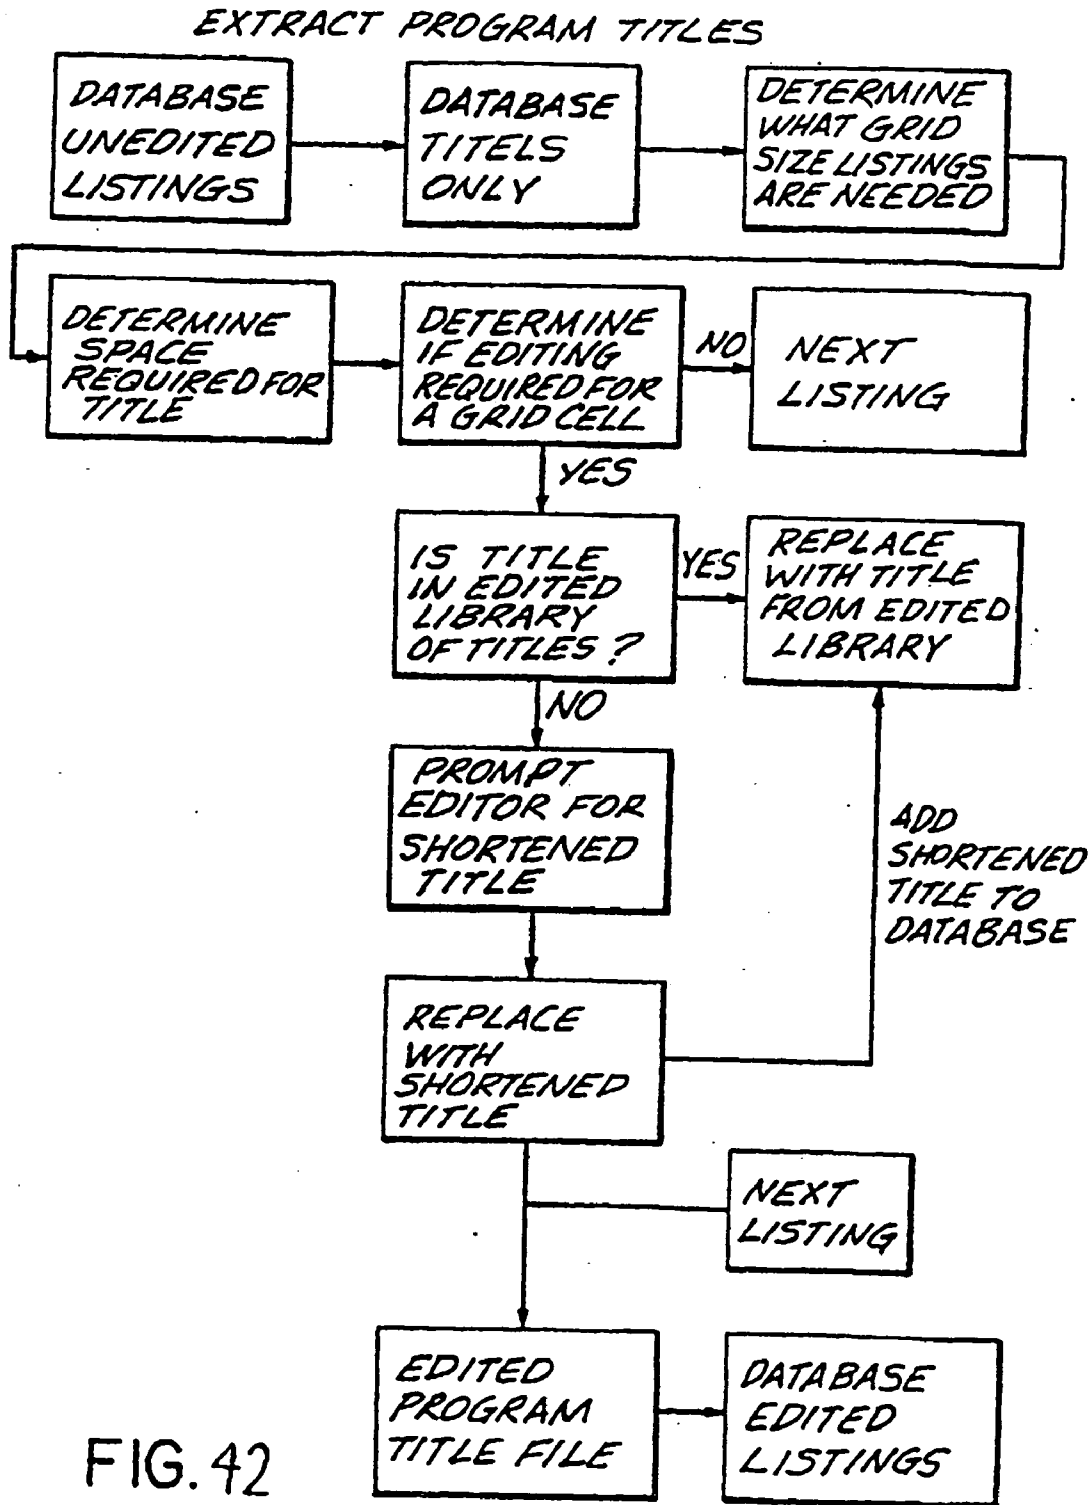 EXTRACT PROGRAM TITLES
DATABASE
UNEDITED
LISTINGS
DATABASE
TITELS
ONLY
DETERMINE
WHAT GRID
SIZE LISTINGS
ARE NEEDED
DETERMINE
SPACE
REQUIRED FOR
TITLE
DETERMINE
IF EDITING
REQUIRED FOR
A GRID CELL
NO
NEXT
LISTING
YES
IS TITLE
IN EDITED
LIBRARY
OF TITLES?
YES
REPLACE
WITH TITLE
FROM EDITED
LIBRARY
NO
PROMPT
EDITOR FOR
SHORTENED
TITLE
ADD
SHORTENED
TITLE TO
DATABASE
REPLACE
WITH
SHORTENED
TITLE
NEXT
LISTING
EDITED
PROGRAM
TITLE FILE
DATABASE
EDITED
LISTINGS
FIG. 42